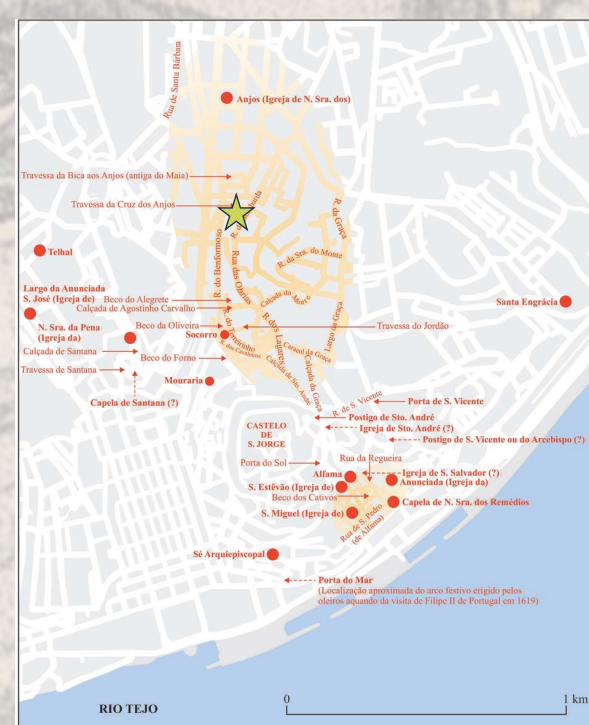 Rua de Santa Bárbara
Anjos (Igreja de N. Sra. dos)
Travessa da Bica aos Anjos (antiga do Maia)
Travessa da Cruz dos Anjos
R. da Graça
R. do Benformoso
Rua das Olarias
R. da Sra. do Monte
Telhal
Largo da Anunciada
S. José (Igreja de)
Beco do Alegrete
Calçada do Monte
Santa Engrácia
Calçada de Agostinho Carvalho
N. Sra. da Pena
(Igreja da)
Beco da Oliveira
R. do Terreirinho
R. dos Lagares
Largo da Graça
Travessa do Jordão
Socorro
R. dos Cavaleiros
Caracol da Graça
Calçada de Santana
Beco do Forno
Calçada de Sto. André
Calçada da Graça
Travessa de Santana
Mouraria
Capela de Santana (?)
R. de S. Vicente
Porta de S. Vicente
Postigo de Sto. André
Igreja de Sto. André (?)
CASTELO
DE
S. JORGE
Postigo de S. Vicente ou do Arcebispo (?)
Rua da Regueira
Porta do Sol
Alfama
Igreja de S. Salvador (?)
S. Estêvão (Igreja de)
Anunciada (Igreja da)
Beco dos Cativos
Capela de N. Sra. dos Remédios
S. Miguel (Igreja de)
Rua de S. Pedro
(de Alfama)
Sé Arquiepiscopal
Porta do Mar
(Localização aproximada do arco festivo erigido pelos
oleiros aquando da visita de Filipe II de Portugal em 1619)
RIO TEJO
0
1 km